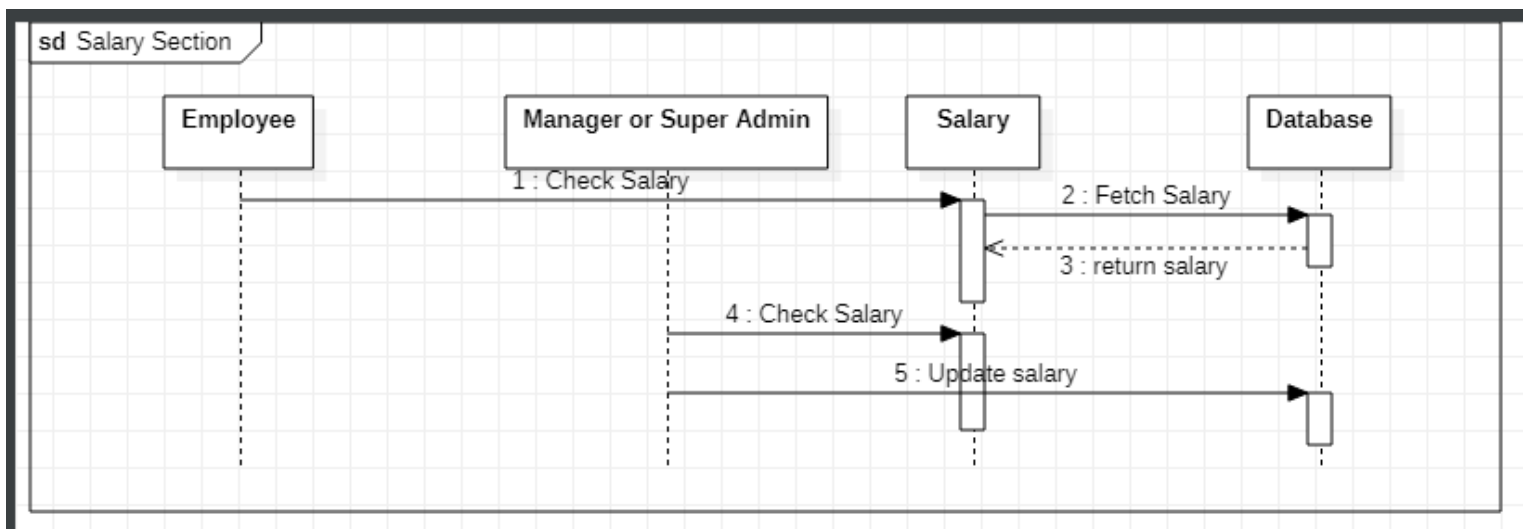 sd Salary Section
Employee
Manager or Super Admin
Salary
Database
1 : Check Salary
2 : Fetch Salary
3 : return salary
4 : Check Salary
5 : Update salary